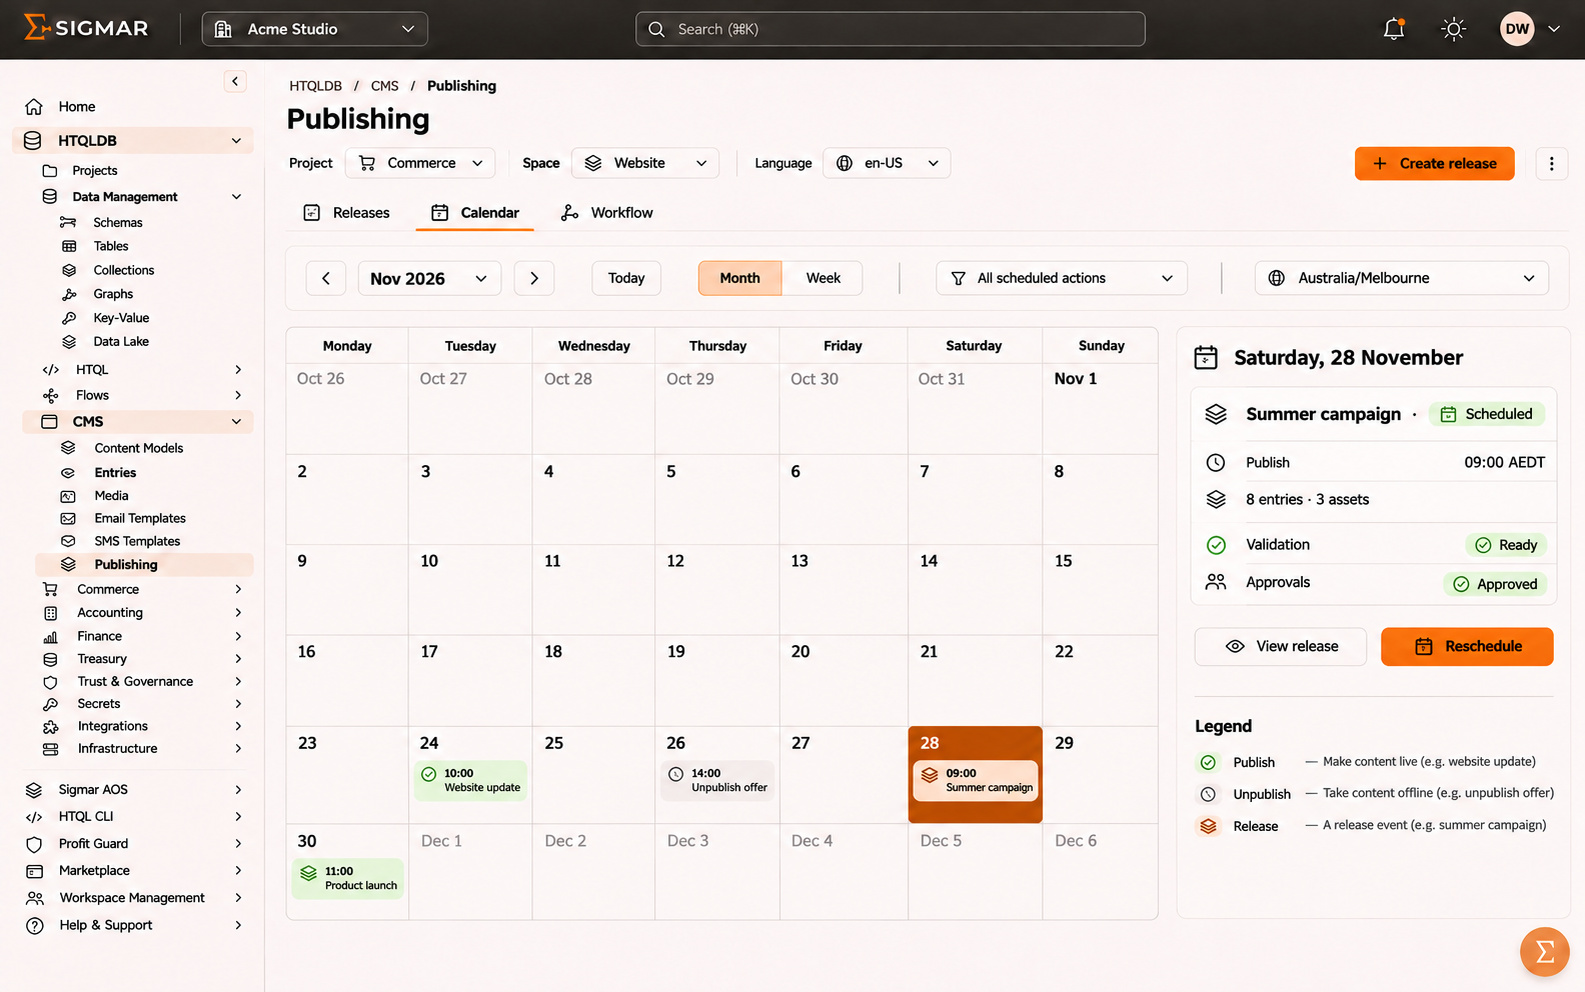 SIGMAR
Acme Studio
Search (⌘K)
DW
Home
HTQLDB
Projects
Data Management
Schemas
Tables
Collections
Graphs
Key-Value
Data Lake
HTQL
Flows
CMS
Content Models
Entries
Media
Email Templates
SMS Templates
Publishing
Commerce
Accounting
Finance
Treasury
Trust & Governance
Secrets
Integrations
Infrastructure
Sigmar AOS
HTQL CLI
Profit Guard
Marketplace
Workspace Management
Help & Support
HTQLDB / CMS / Publishing
Publishing
Project Commerce Space Website Language en-US
+ Create release
Releases Calendar Workflow
Nov 2026 Today Month Week All scheduled actions Australia/Melbourne
Monday Tuesday Wednesday Thursday Friday Saturday Sunday
Oct 26 Oct 27 Oct 28 Oct 29 Oct 30 Oct 31 Nov 1
2 3 4 5 6 7 8
9 10 11 12 13 14 15
16 17 18 19 20 21 22
23 24 25 26 27 28 29
10:00 14:00 09:00
Website update Unpublish offer Summer campaign
30 Dec 1 Dec 2 Dec 3 Dec 4 Dec 5 Dec 6
11:00
Product launch
Saturday, 28 November
Summer campaign · Scheduled
Publish 09:00 AEDT
8 entries · 3 assets
Validation Ready
Approvals Approved
View release Reschedule
Legend
Publish — Make content live (e.g. website update)
Unpublish — Take content offline (e.g. unpublish offer)
Release — A release event (e.g. summer campaign)
Σ